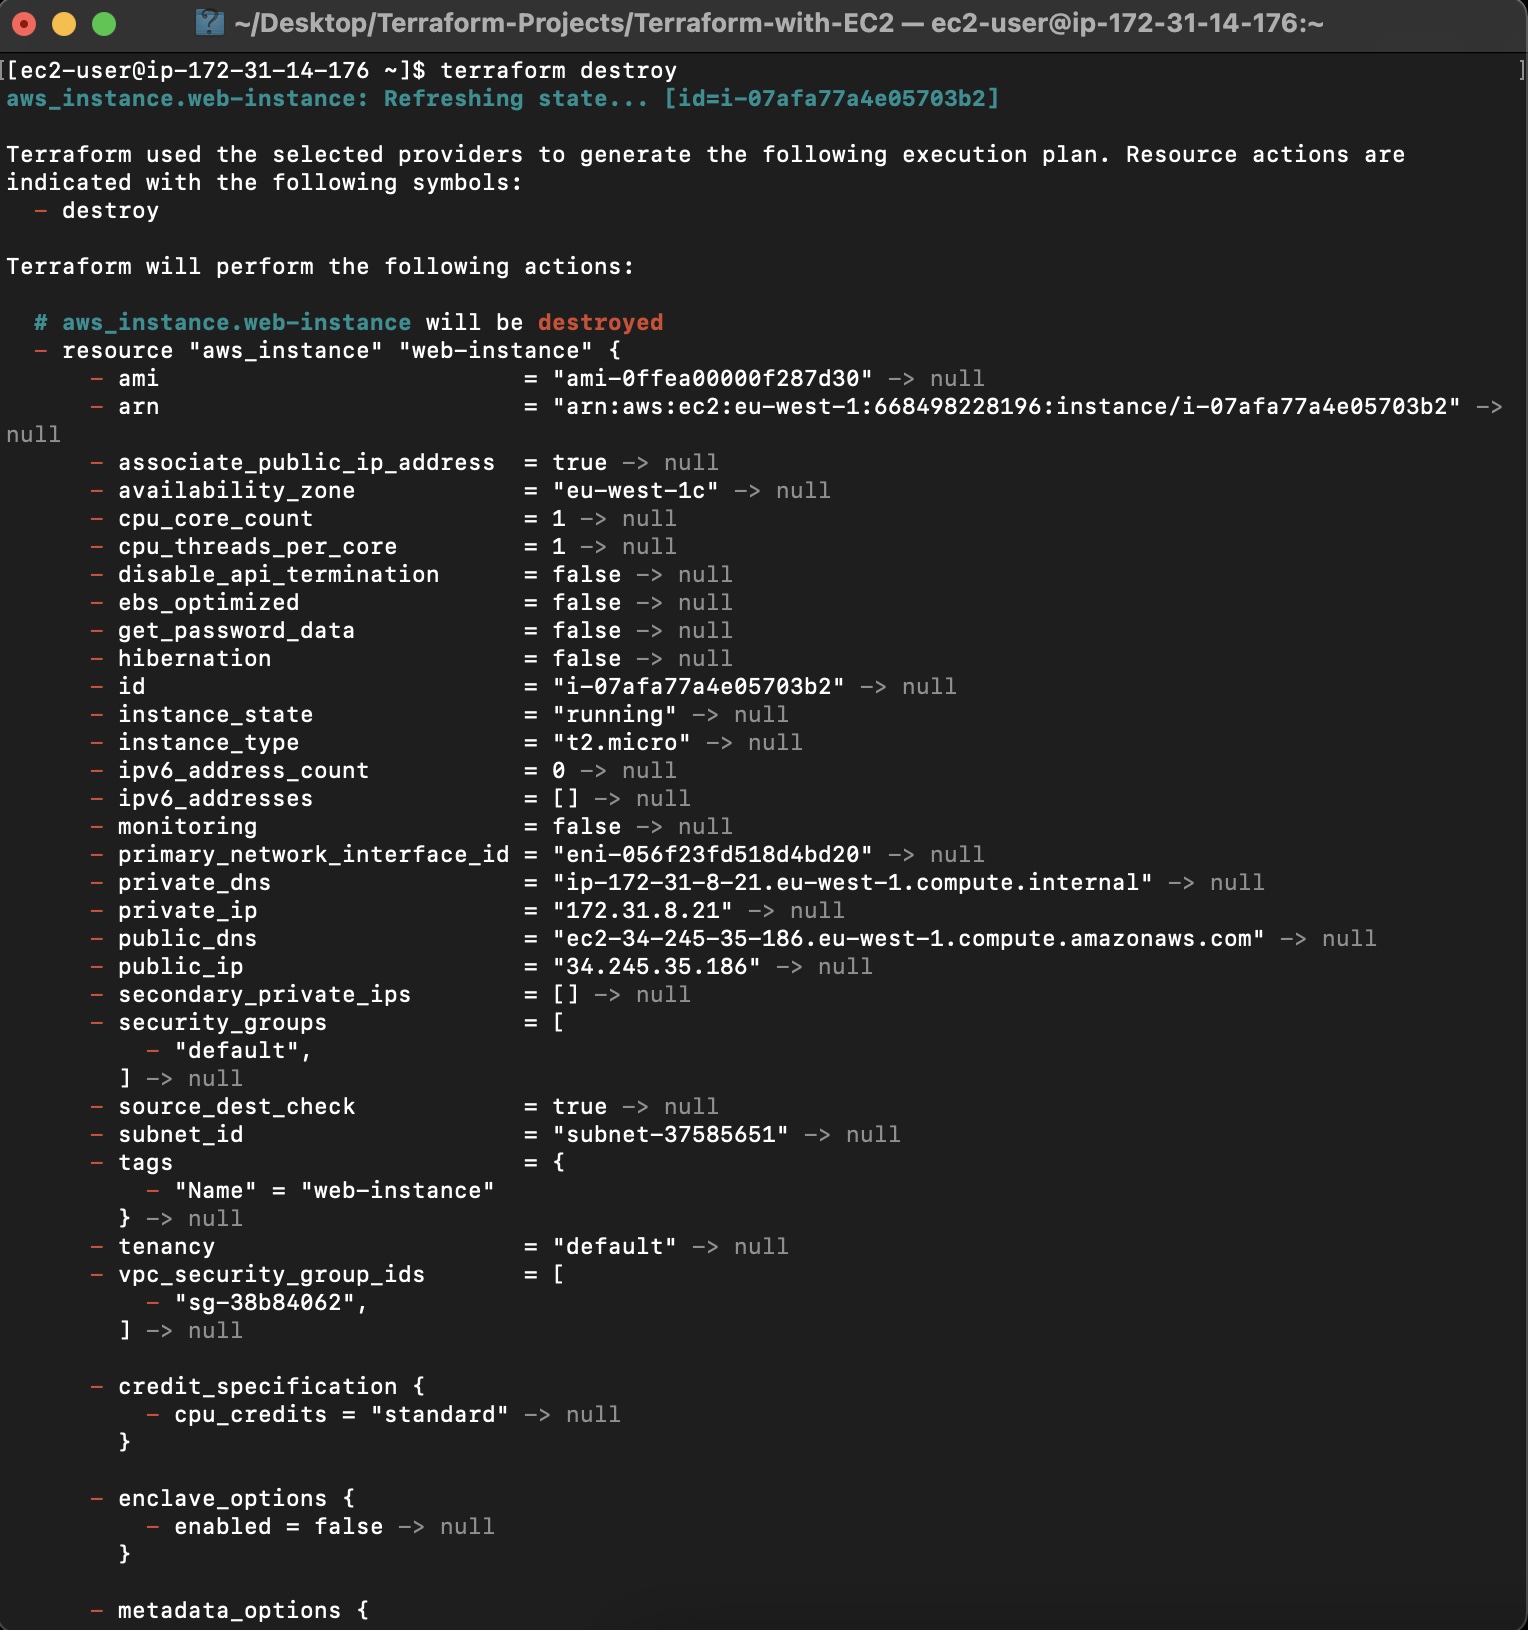 ~/Desktop/Terraform-Projects/Terraform-with-EC2 — ec2-user@ip-172-31-14-176:~
[[ec2-user@ip-172-31-14-176 ~]$ terraform destroy ]
aws_instance.web-instance: Refreshing state... [id=i-07afa77a4e05703b2]
Terraform used the selected providers to generate the following execution plan. Resource actions are
indicated with the following symbols:
  - destroy
Terraform will perform the following actions:
  # aws_instance.web-instance will be destroyed
  - resource "aws_instance" "web-instance" {
      - ami                          = "ami-0ffea00000f287d30" -> null
      - arn                          = "arn:aws:ec2:eu-west-1:668498228196:instance/i-07afa77a4e05703b2" ->
null
      - associate_public_ip_address  = true -> null
      - availability_zone            = "eu-west-1c" -> null
      - cpu_core_count               = 1 -> null
      - cpu_threads_per_core         = 1 -> null
      - disable_api_termination      = false -> null
      - ebs_optimized                = false -> null
      - get_password_data            = false -> null
      - hibernation                  = false -> null
      - id                           = "i-07afa77a4e05703b2" -> null
      - instance_state               = "running" -> null
      - instance_type                = "t2.micro" -> null
      - ipv6_address_count           = 0 -> null
      - ipv6_addresses               = [] -> null
      - monitoring                   = false -> null
      - primary_network_interface_id = "eni-056f23fd518d4bd20" -> null
      - private_dns                  = "ip-172-31-8-21.eu-west-1.compute.internal" -> null
      - private_ip                   = "172.31.8.21" -> null
      - public_dns                   = "ec2-34-245-35-186.eu-west-1.compute.amazonaws.com" -> null
      - public_ip                    = "34.245.35.186" -> null
      - secondary_private_ips        = [] -> null
      - security_groups              = [
          - "default",
        ] -> null
      - source_dest_check            = true -> null
      - subnet_id                    = "subnet-37585651" -> null
      - tags                         = {
          - "Name" = "web-instance"
        } -> null
      - tenancy                      = "default" -> null
      - vpc_security_group_ids       = [
          - "sg-38b84062",
        ] -> null
      - credit_specification {
          - cpu_credits = "standard" -> null
        }
      - enclave_options {
          - enabled = false -> null
        }
      - metadata_options {